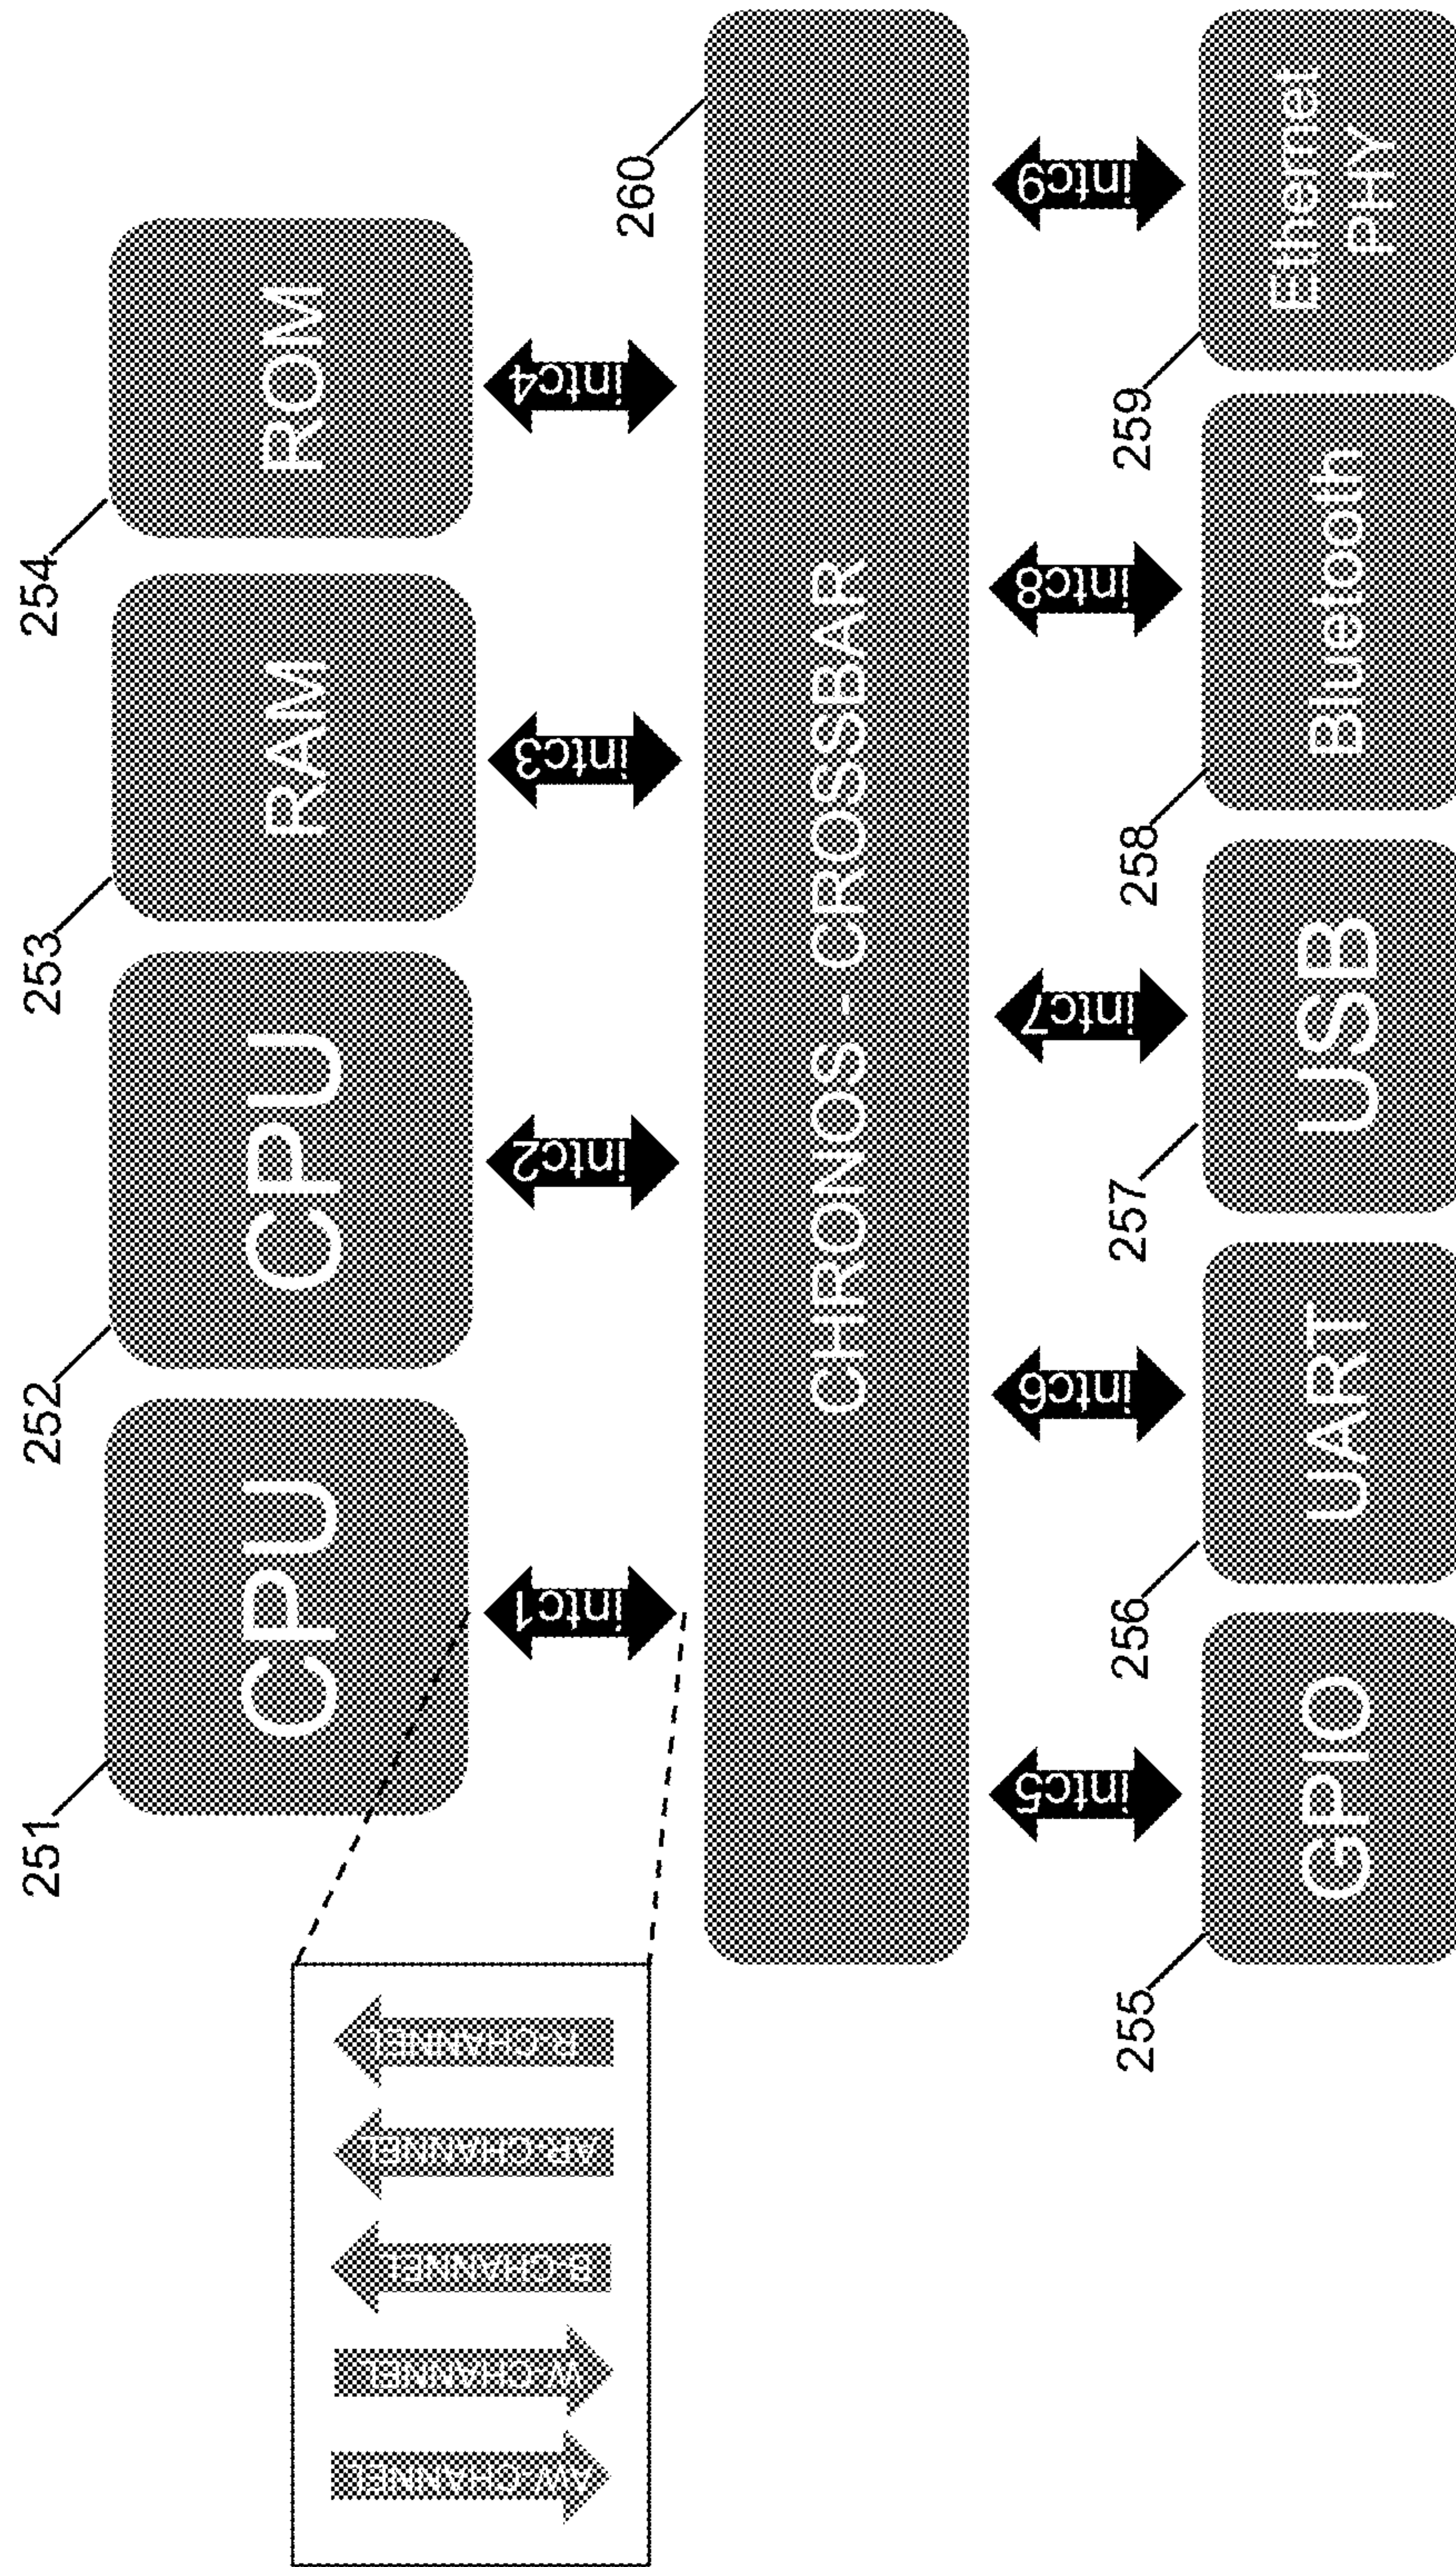 251
252
253
254
CPU
CPU
RAM
ROM
AW-CHANNEL
W-CHANNEL
B-CHANNEL
AR-CHANNEL
R-CHANNEL
intc1
intc2
intc3
intc4
260
CHRONOS - CROSSBAR
intc5
intc6
intc7
intc8
intc9
255
256
257
258
259
GPIO
UART
USB
Bluetooth
Ethernet
PHY